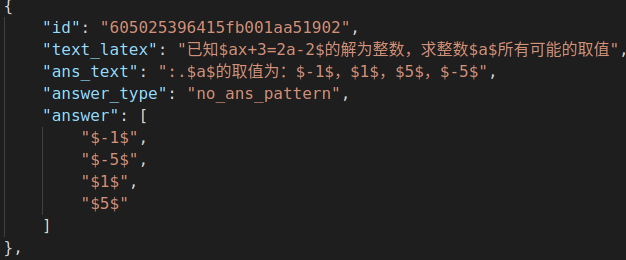 {
"id": "605025396415fb001aa51902",
"text_latex": "已知$ax+3=2a-2$的解为整数，求整数$a$所有可能的取值",
"ans_text": ":.$a$的取值为：$-1$，$1$，$5$，$-5$",
"answer_type": "no_ans_pattern",
"answer": [
"$-1$",
"$-5$",
"$1$",
"$5$"
]
},